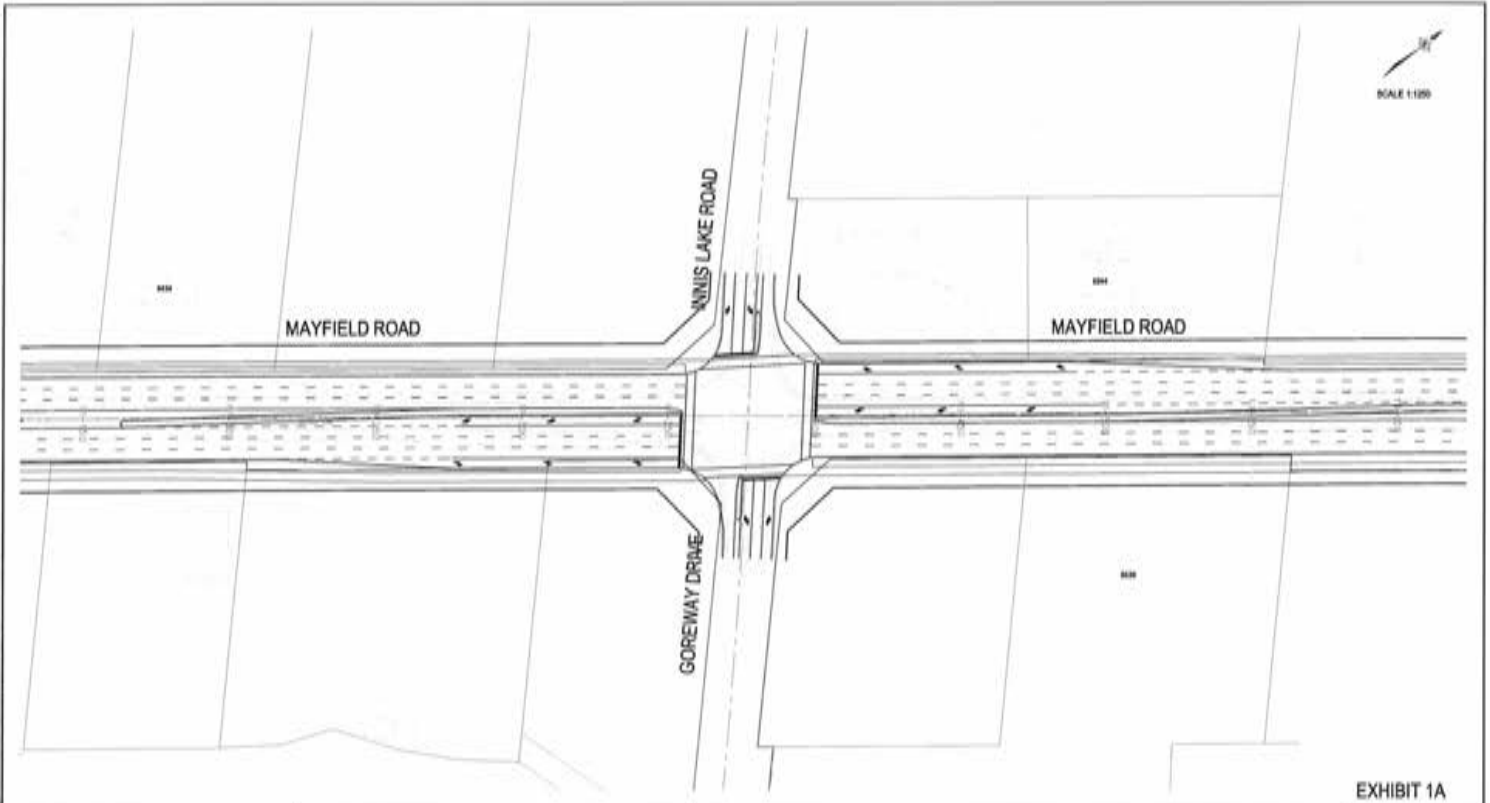 SCALE 1:1250
INNIS LAKE ROAD
MAYFIELD ROAD
MAYFIELD ROAD
GOREWAY DRIVE
EXHIBIT 1A